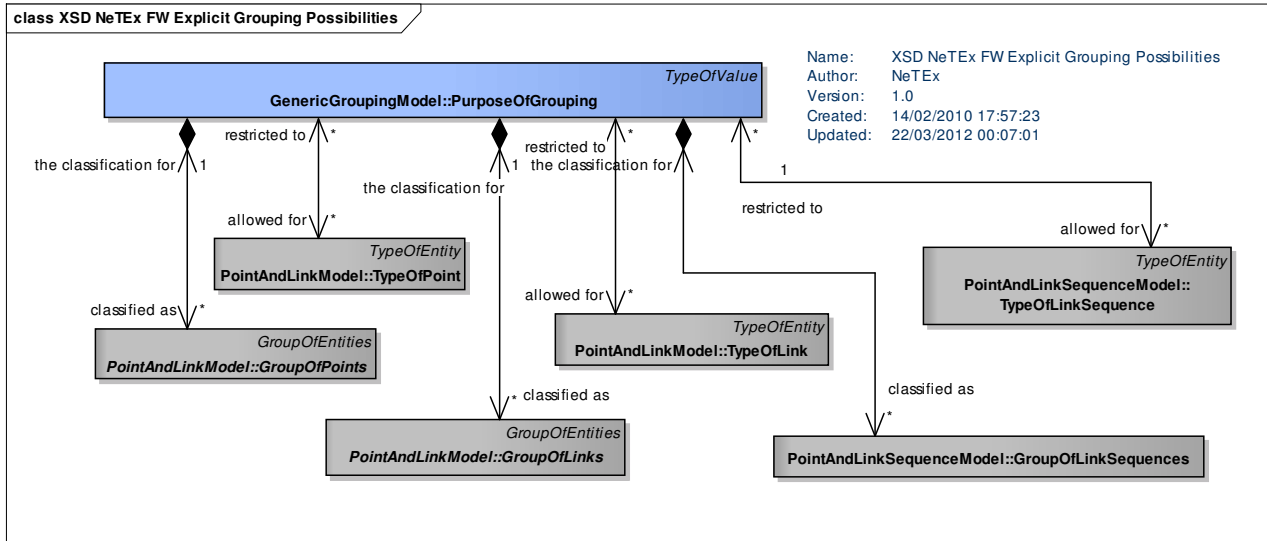 class XSD NeTEx FW Explicit Grouping Possibilities
TypeOfValue
GenericGroupingModel::PurposeOfGrouping
Name: XSD NeTEx FW Explicit Grouping Possibilities
Author: NeTEx
Version: 1.0
Created: 14/02/2010 17:57:23
Updated: 22/03/2012 00:07:01
restricted to
*
*
*
restricted to
the classification for
1
1
the classification for
the classification for
1
restricted to
allowed for
*
allowed for
*
TypeOfEntity
PointAndLinkModel::TypeOfPoint
TypeOfEntity
PointAndLinkSequenceModel::
TypeOfLinkSequence
allowed for
*
classified as
*
TypeOfEntity
PointAndLinkModel::TypeOfLink
GroupOfEntities
PointAndLinkModel::GroupOfPoints
*
classified as
classified as
*
GroupOfEntities
PointAndLinkModel::GroupOfLinks
PointAndLinkSequenceModel::GroupOfLinkSequences